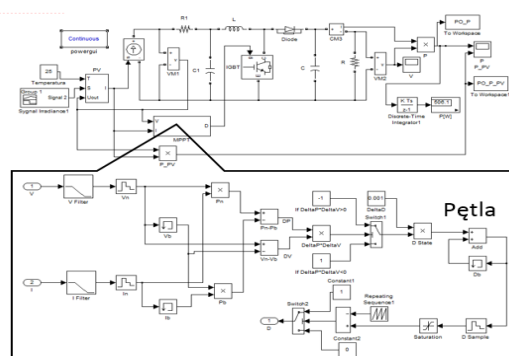 Continuous
powergui
R1
L
Diode
CM3
P
PO_P
To Workspace
P
P_PV
V
VM2
R
C
IGBT
C1
VM1
25
Temperature
PV
T
S
Uout
I
Signal 2
Sygnal Irradiance1
V
I
D
MPPT
P_PV
PO_P_PV
To Workspace1
K Ts
z-1
Discrete-Time
Integrator1
P[W]
Pętla
1
V
V Filter
Vn
Vb
Pn
Pn-Pb
DP
Vn-Vb
DV
-1
If DeltaP*DeltaV>0
DeltaP*DeltaV
1
If DeltaP*DeltaV<0
0.001
DeltaD
Switch1
D State
Add
Db
2
I
I Filter
In
Ib
Pb
1
D
Switch2
Constant1
1
Constant2
0
Repeating
Sequence1
Saturation
D Sample